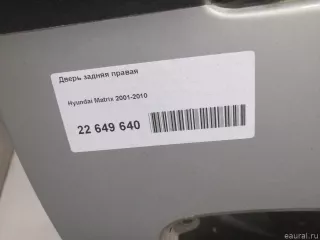 Дверь задняя правая
Hyundai Matrix 2001-2010
22 649 640
eaural.ru